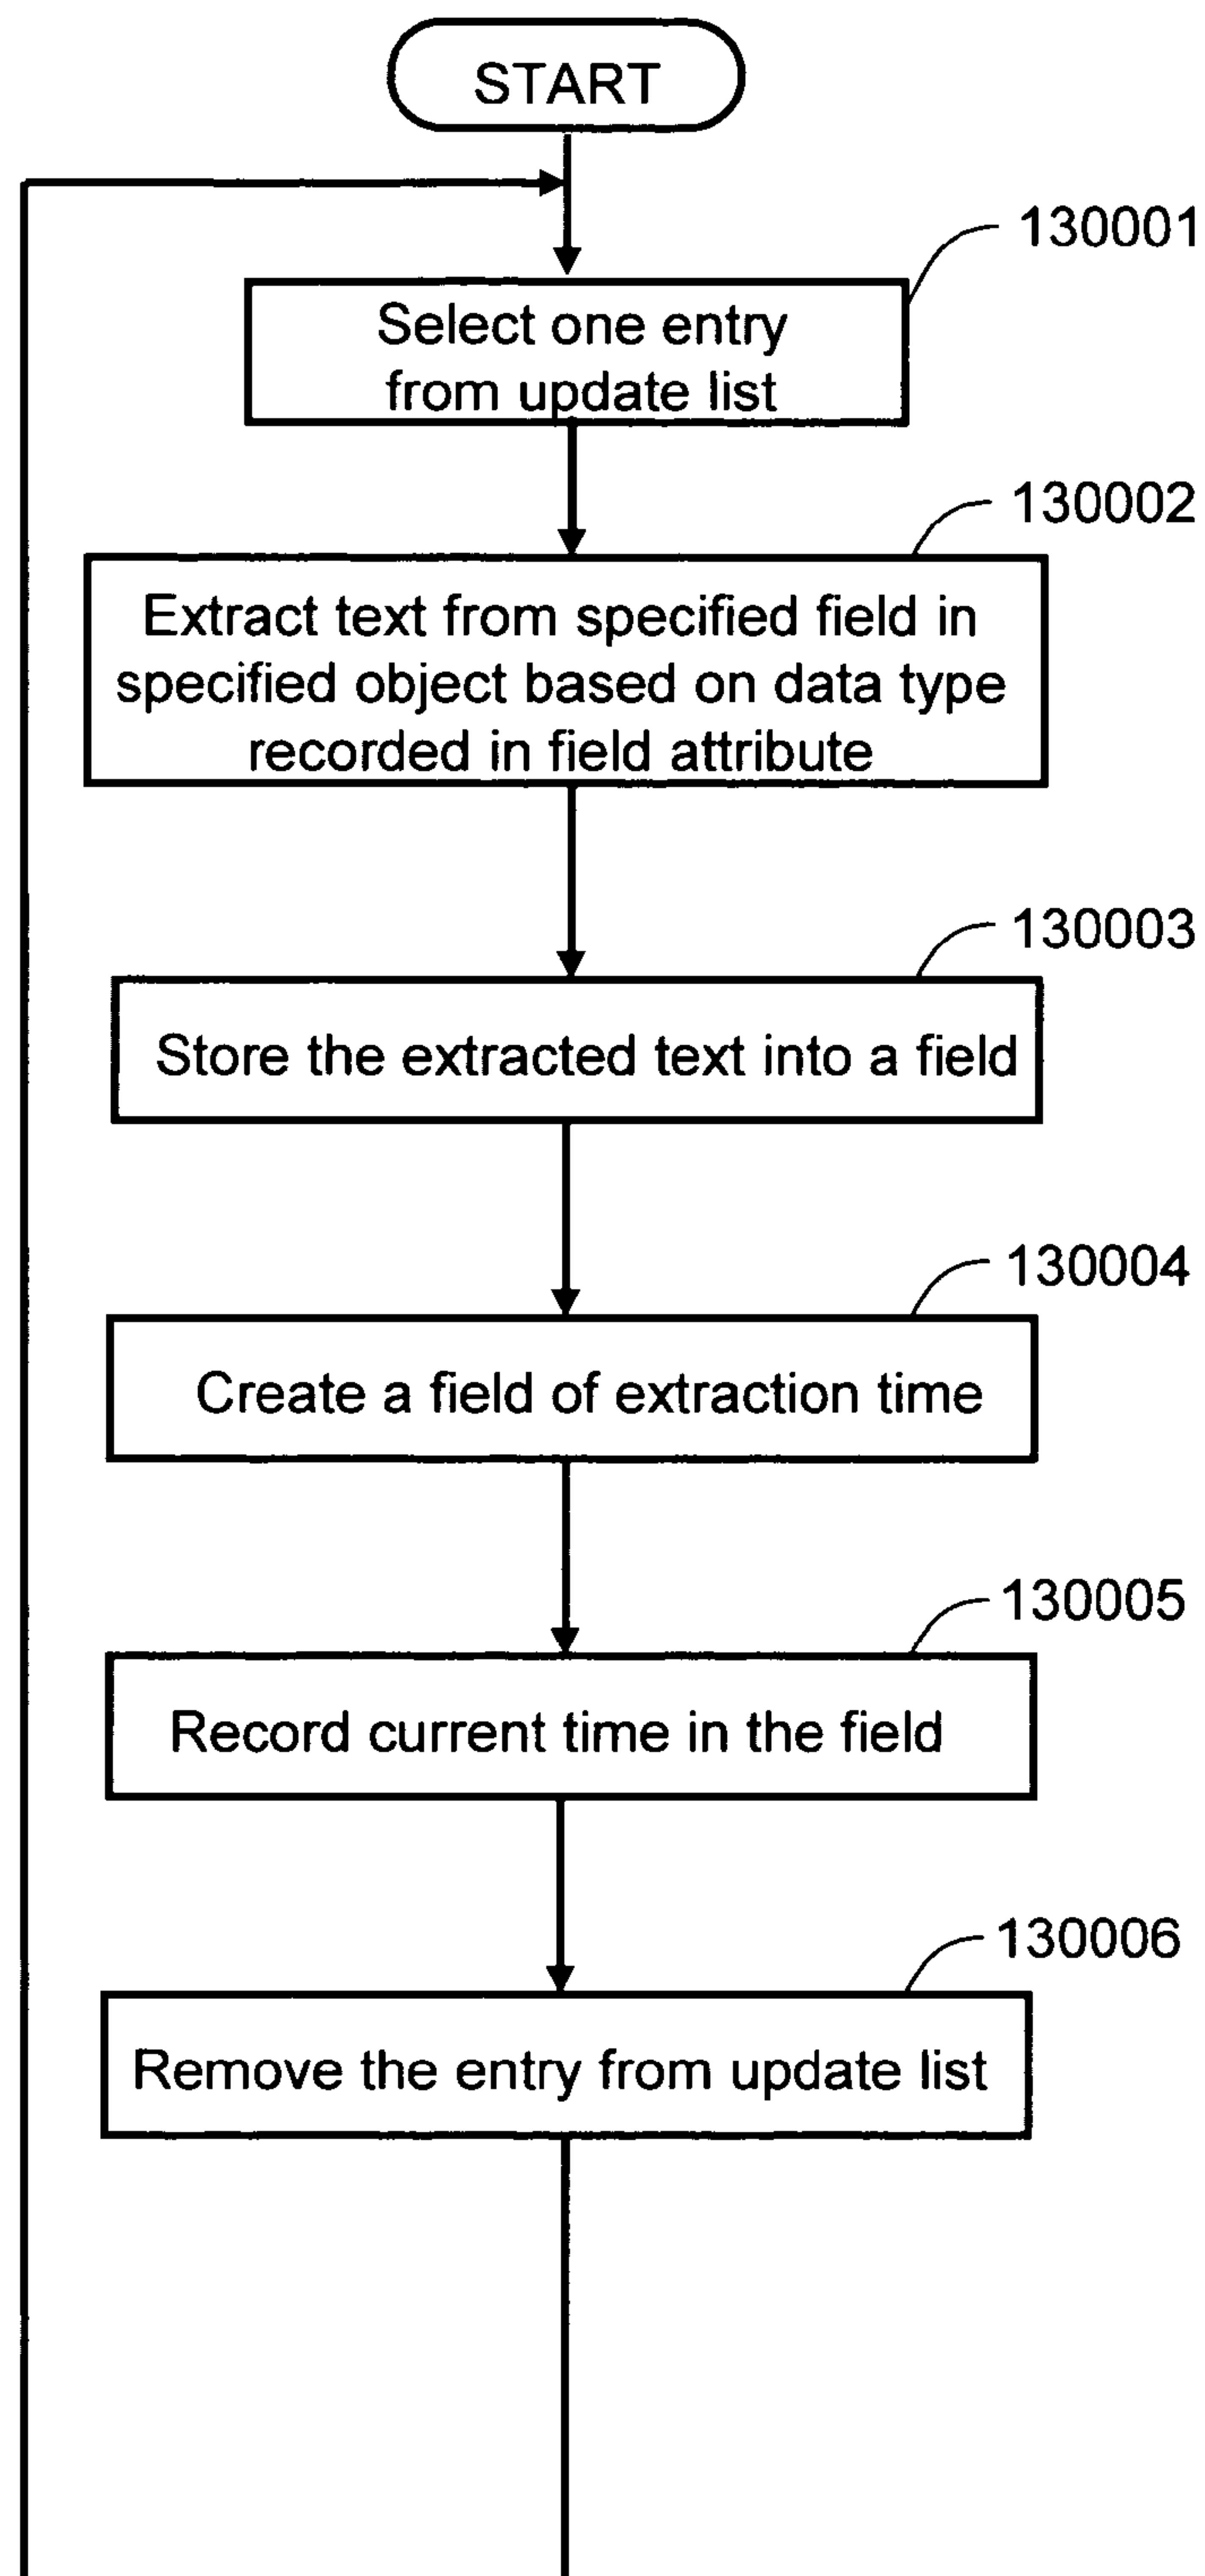 START
130001
Select one entry
from update list
130002
Extract text from specified field in
specified object based on data type
recorded in field attribute
130003
Store the extracted text into a field
130004
Create a field of extraction time
130005
Record current time in the field
130006
Remove the entry from update list